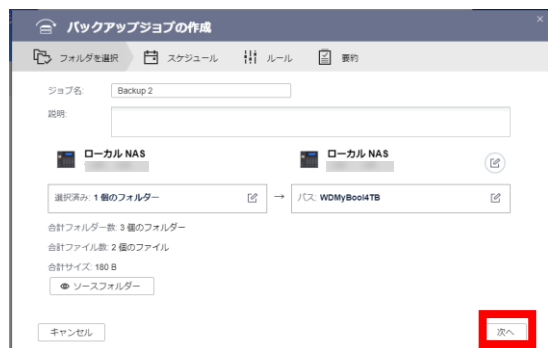 バックアップジョブの作成
フォルダを選択 スケジュール ルール 要約
ジョブ名: Backup 2
説明:
ローカル NAS ローカル NAS
選択済み: 1 個のフォルダー → パス: WDMyBool4TB
合計フォルダー数: 3 個のフォルダー
合計ファイル数: 2 個のファイル
合計サイズ: 180 B
ソースフォルダー
キャンセル 次へ